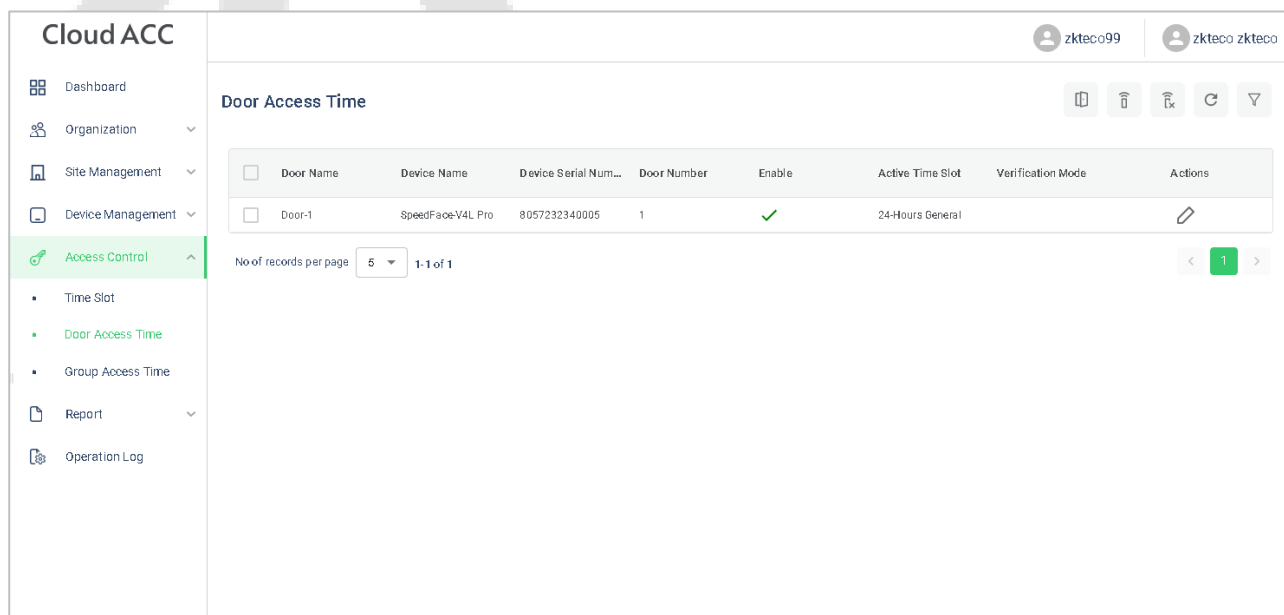 Cloud ACC
zkteco99
zkteco zkteco
Dashboard
Organization
Site Management
Device Management
Access Control
Time Slot
Door Access Time
Group Access Time
Report
Operation Log
Door Access Time
Door Name Device Name Device Serial Num... Door Number Enable Active Time Slot Verification Mode Actions
Door-1 SpeedFace-V4L Pro 8057232340005 1 24-Hours General
No of records per page 5 1-1 of 1 < 1 >